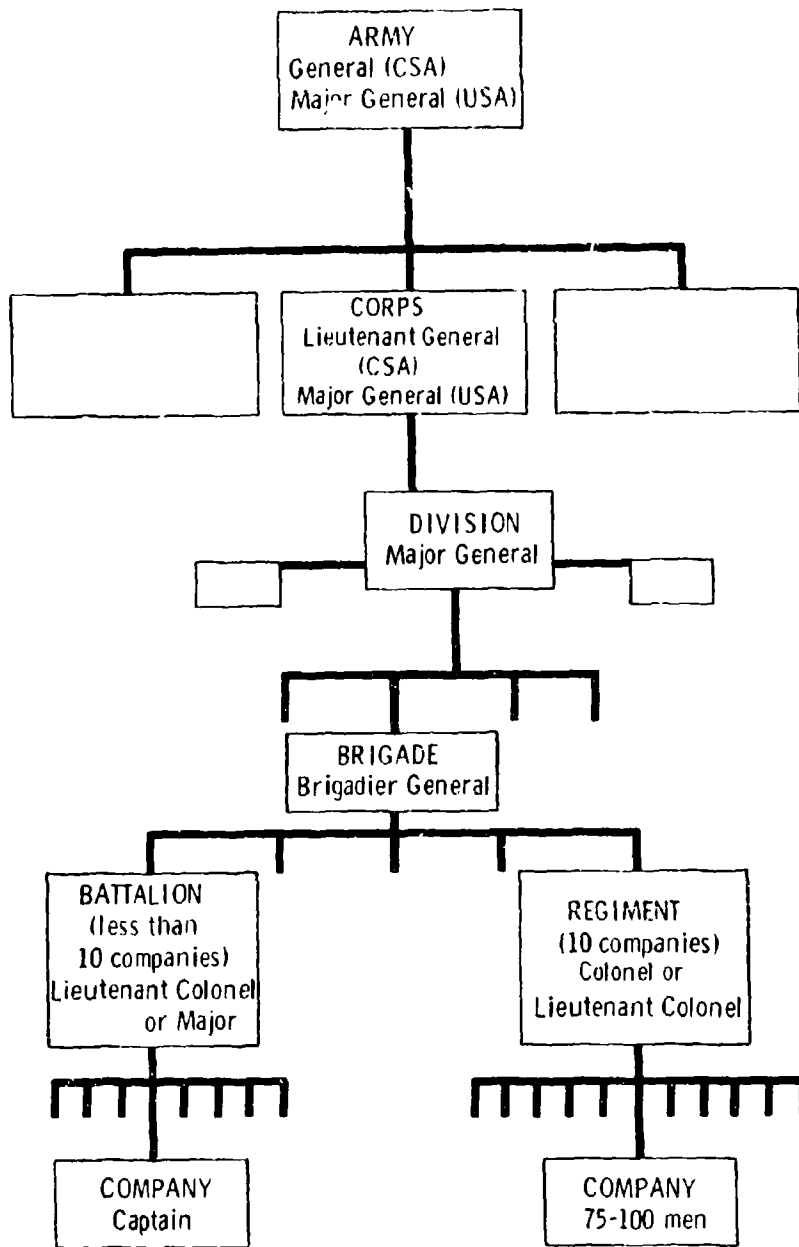 ARMY
General (CSA)
Major General (USA)
CORPS
Lieutenant General
(CSA)
Major General (USA)
DIVISION
Major General
BRIGADE
Brigadier General
BATTALION
(less than
10 companies)
Lieutenant Colonel
or Major
REGIMENT
(10 companies)
Colonel or
Lieutenant Colonel
COMPANY
Captain
COMPANY
75-100 men